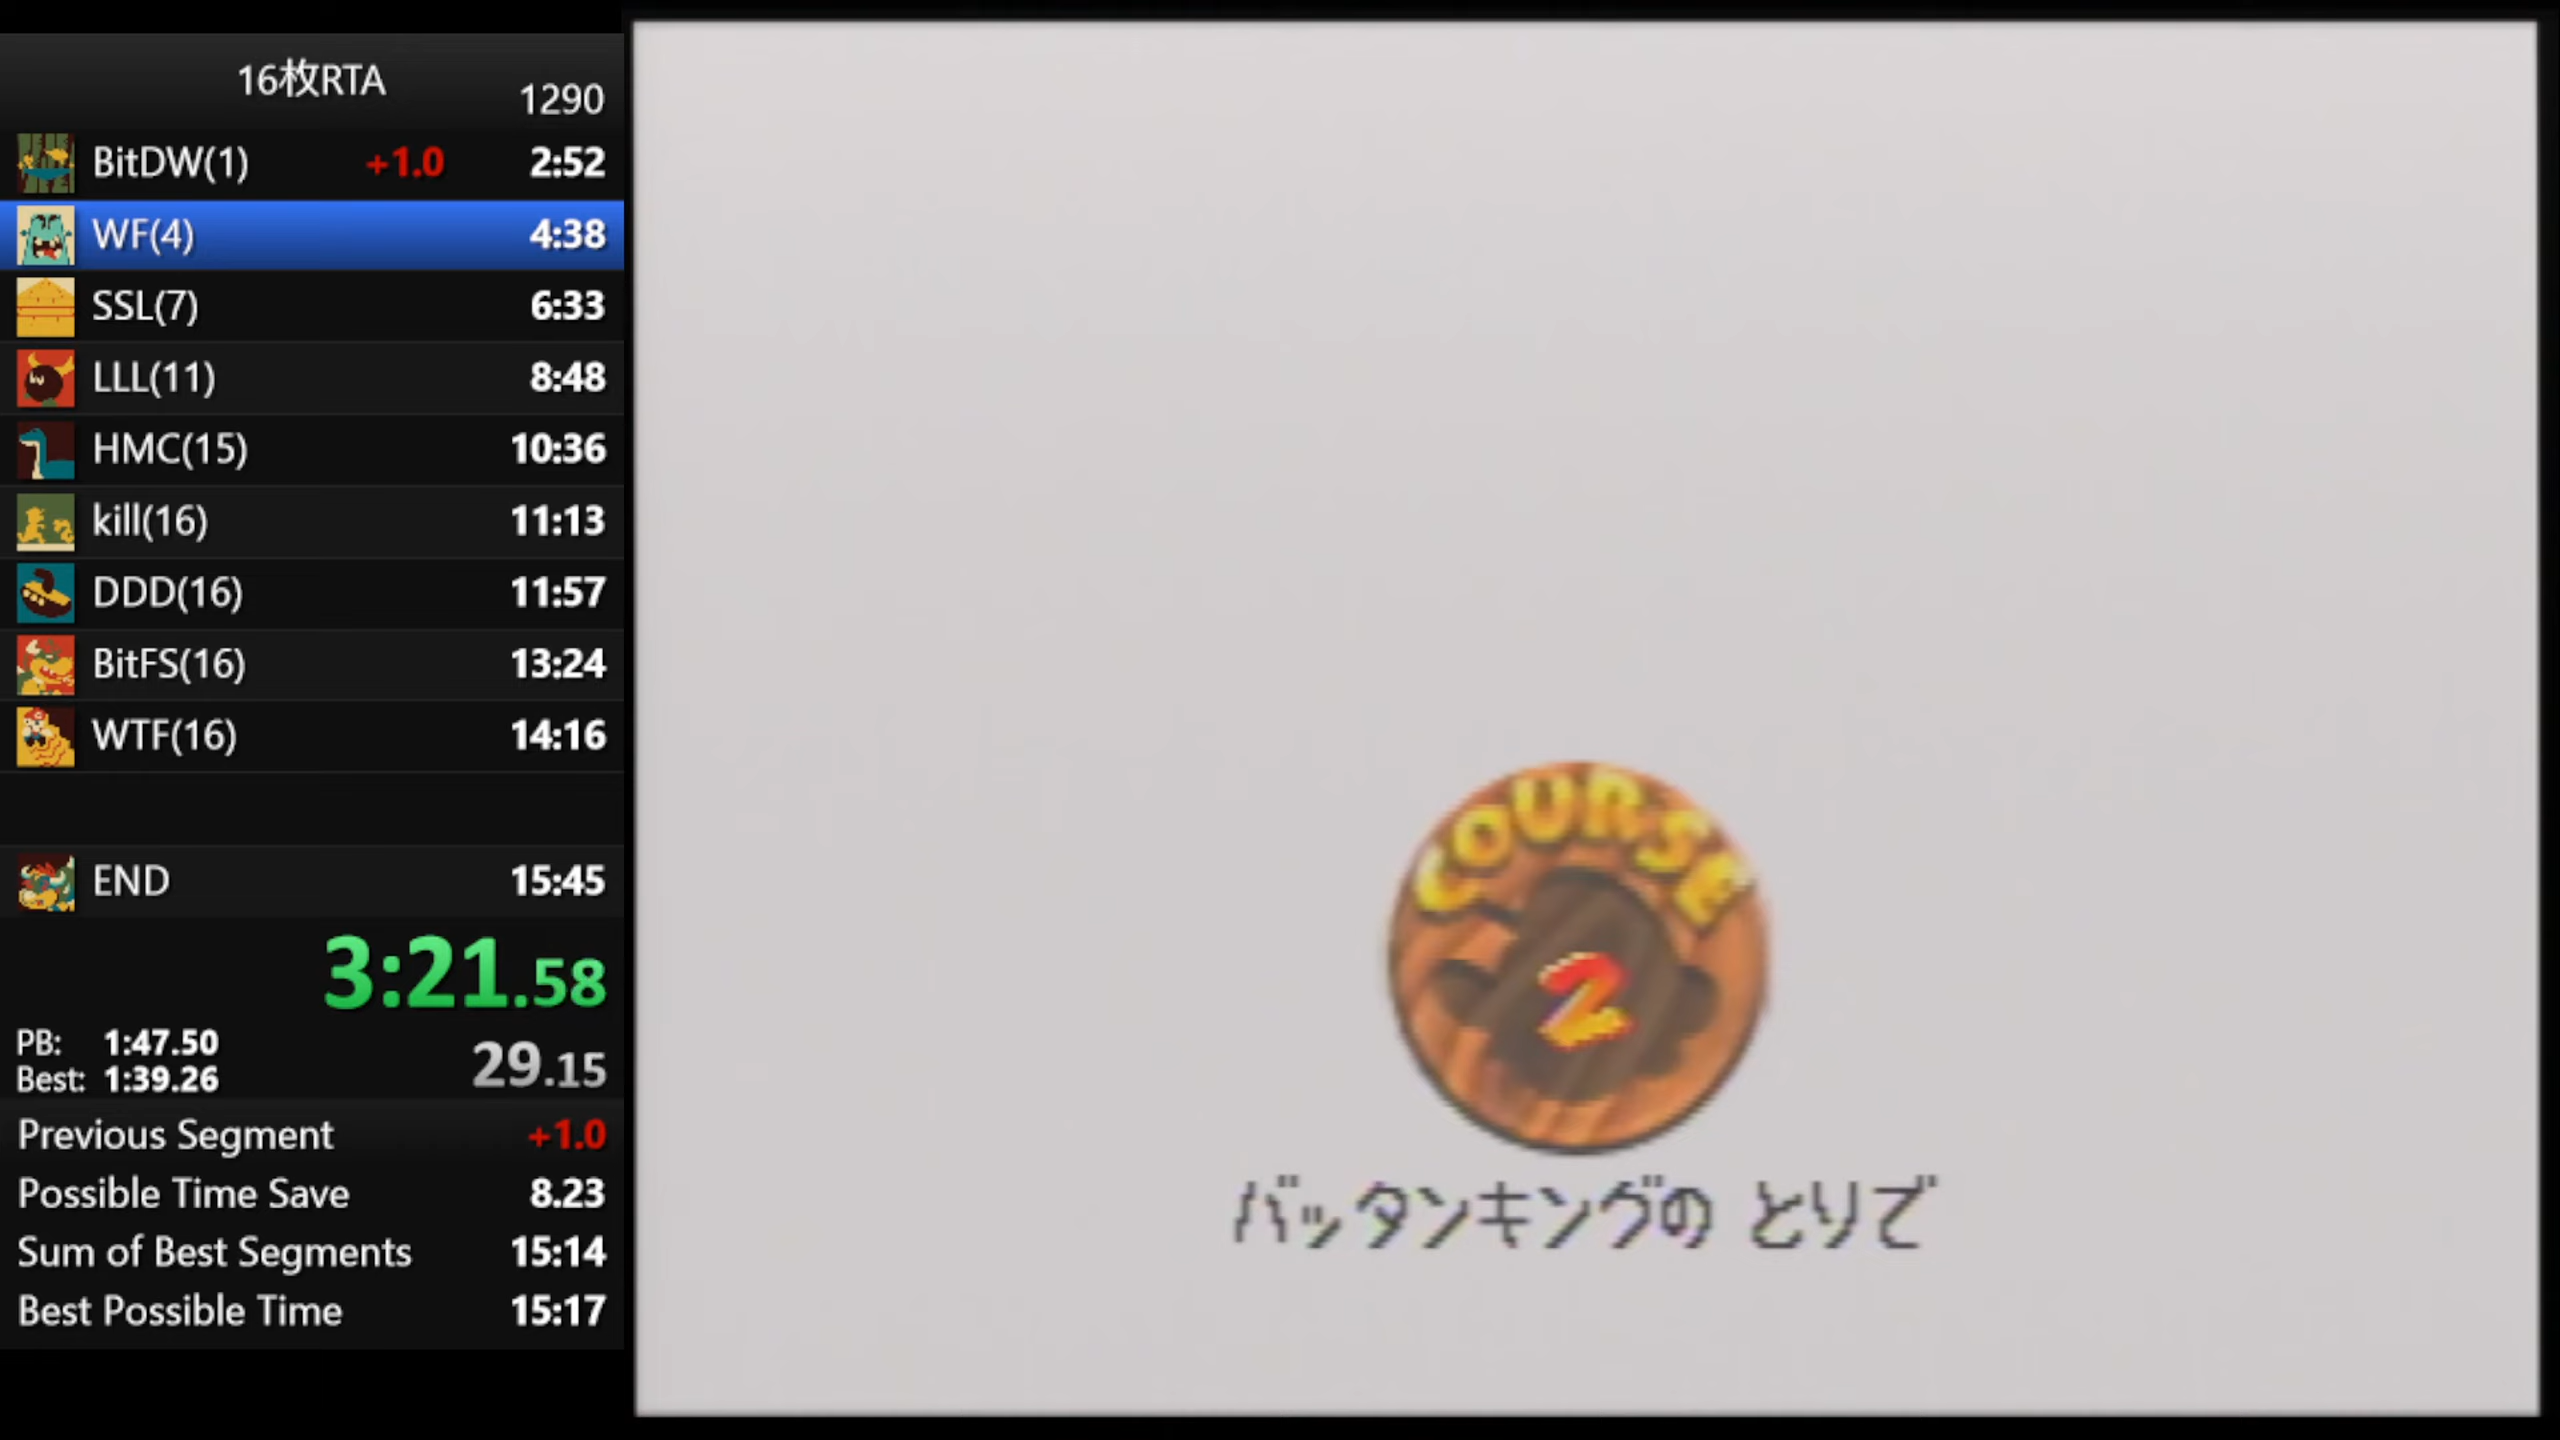 16枚RTA
1290
BitDW(1) +1.0 2:52
WF(4) 4:38
SSL(7) 6:33
LLL(11) 8:48
HMC(15) 10:36
kill(16) 11:13
DDD(16) 11:57
BitFS(16) 13:24
WTF(16) 14:16
END 15:45
3:21.58
PB: 1:47.50
Best: 1:39.26
29.15
Previous Segment +1.0
Possible Time Save 8.23
Sum of Best Segments 15:14
Best Possible Time 15:17
COURSE
2
バッタンキングの とりで